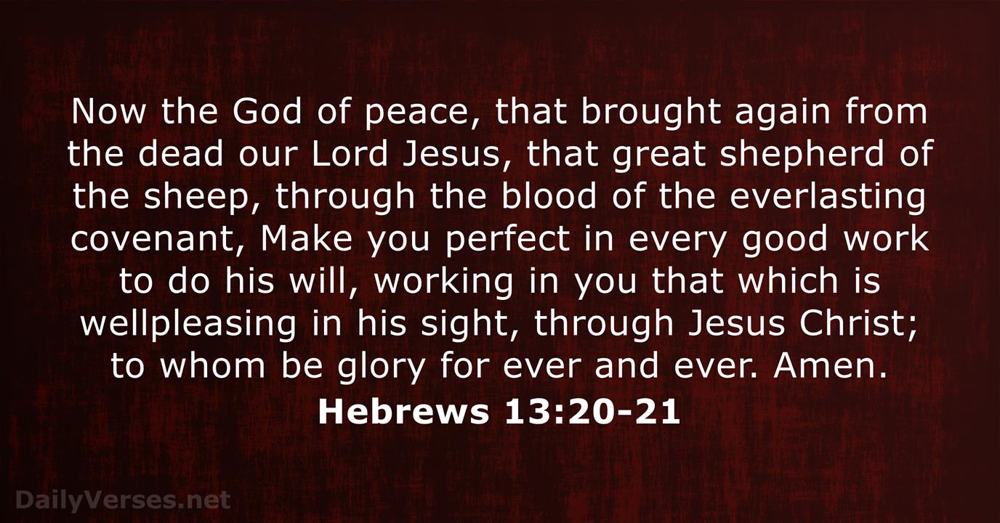 Now the God of peace, that brought again from
the dead our Lord Jesus, that great shepherd of
the sheep, through the blood of the everlasting
covenant, Make you perfect in every good work
to do his will, working in you that which is
wellpleasing in his sight, through Jesus Christ;
to whom be glory for ever and ever. Amen.
Hebrews 13:20-21
DailyVerses.net